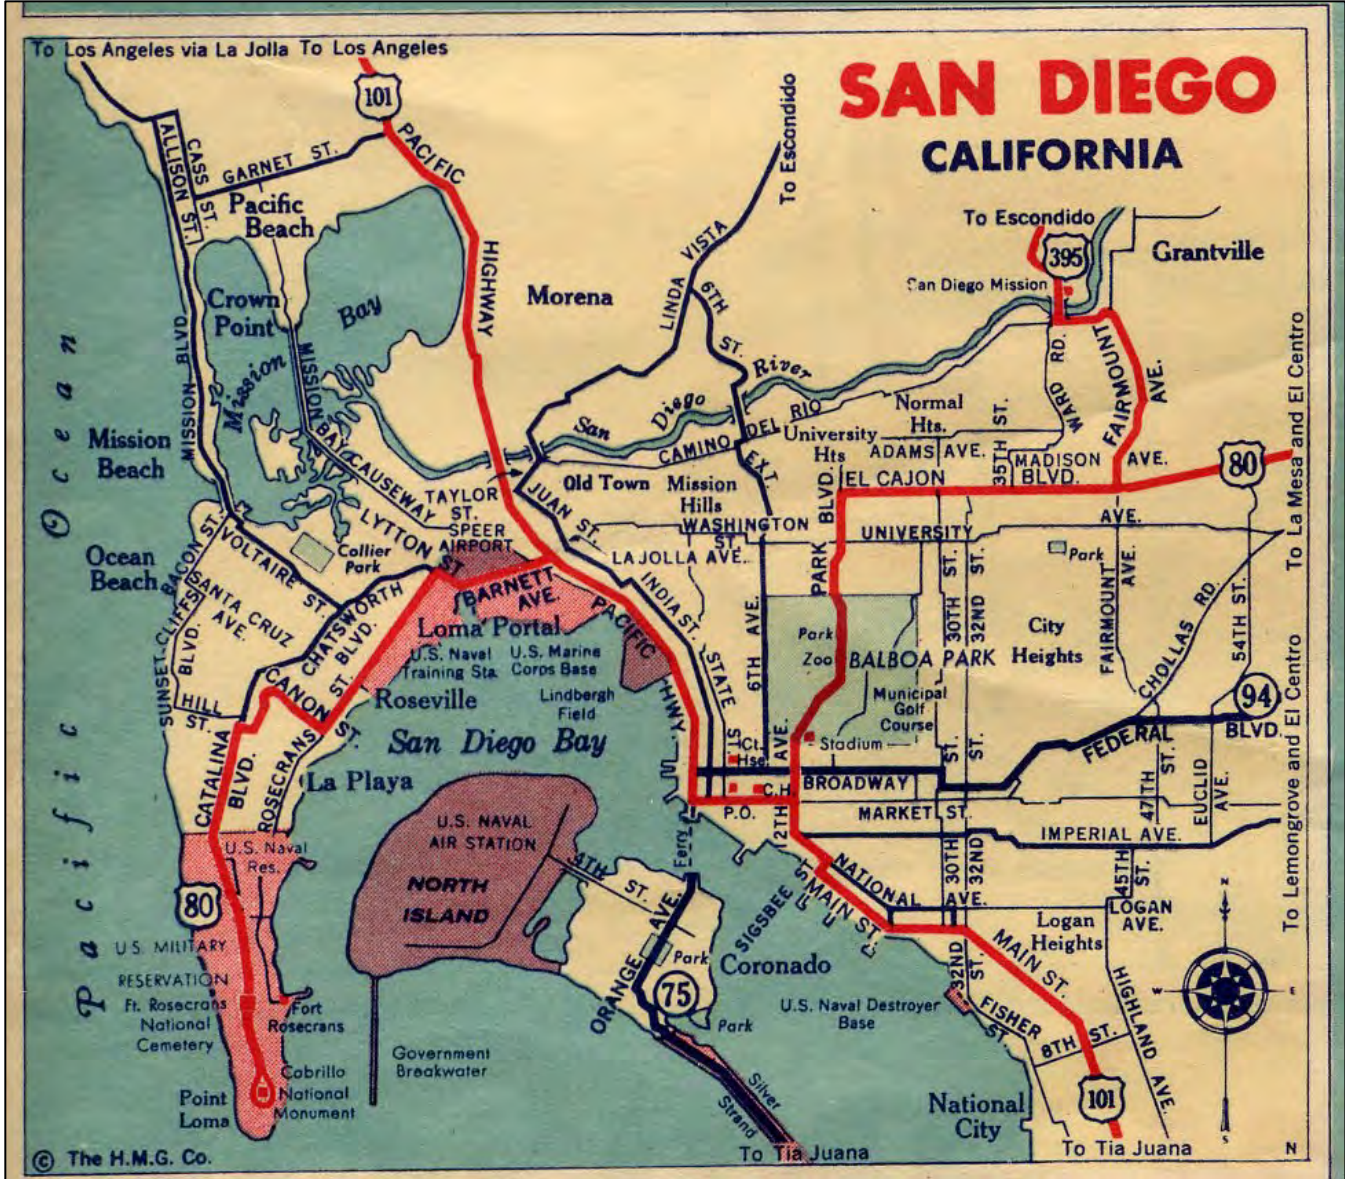 To Los Angeles via La Jolla
To Los Angeles
101
SAN DIEGO
CALIFORNIA
To Escondido
To Escondido
395
Grantville
San Diego Mission
PACIFIC
HIGHWAY
ALLISON ST.
CASS ST.
GARNET ST.
Pacific
Beach
Crown
Point
Mission
Bay
Morena
LINDA VISTA
6TH
ST.
EXT.
San Diego River
CAMINO DEL RIO
Normal
Hts.
University
Hts
ADAMS AVE.
35TH ST.
WARD RD.
FAIRMOUNT
AVE.
MADISON AVE.
EL CAJON BLVD.
80
To La Mesa and El Centro
Pacific Ocean
MISSION BLVD.
Mission
Beach
MISSION
BAY
CAUSEWAY
TAYLOR
ST.
Old Town
Mission
Hills
JUAN ST.
WASHINGTON
ST.
UNIVERSITY AVE.
PARK BLVD.
LYTTON
ST
SPEER
AIRPORT
LA JOLLA AVE.
Collier
Park
Ocean
Beach
BACON ST.
VOLTAIRE ST
SANTA CRUZ
AVE.
SUNSET CLIFFS
BLVD.
CHATSWORTH
BLVD.
BARNETT
AVE.
PACIFIC
HWY
INDIA ST.
STATE
ST.
6TH AVE.
Loma Portal
U.S. Naval
Training Sta.
U.S. Marine
Corps Base
Lindbergh
Field
Roseville
San Diego Bay
HILL
ST.
CANON
ST.
ROSECRANS
ST.
CATALINA
BLVD.
La Playa
Park
Zoo
BALBOA PARK
Municipal
Golf
Course
Stadium
30TH ST.
32ND ST.
30TH ST.
32ND ST.
Park
City
Heights
FAIRMOUNT
AVE.
CHOLLAS RD.
54TH ST.
94
FEDERAL BLVD.
To Lemongrove and El Centro
Ct.
Hse.
AVE.
BROADWAY
P.O.
C.H.
12TH
MARKET ST.
47TH ST.
EUCLID
AVE.
IMPERIAL AVE.
U.S. Naval
Res.
U.S. NAVAL
AIR STATION
NORTH
ISLAND
4TH ST.
Ferry
ORANGE AVE.
Park
75
Park
Coronado
SIGSBEE ST
MAIN ST.
NATIONAL AVE.
30TH
32ND
45TH
ST.
LOGAN
AVE.
Logan
Heights
32ND ST.
MAIN ST.
80
U.S. MILITARY
RESERVATION
Ft. Rosecrans
National
Cemetery
Fort
Rosecrans
Cabrillo
National
Monument
Point
Loma
Government
Breakwater
U.S. Naval Destroyer
Base
FISHER
ST.
8TH ST.
HIGHLAND AVE.
101
National
City
Silver
Strand
To Tia Juana
To Tia Juana
N
W
E
S
N
© The H.M.G. Co.